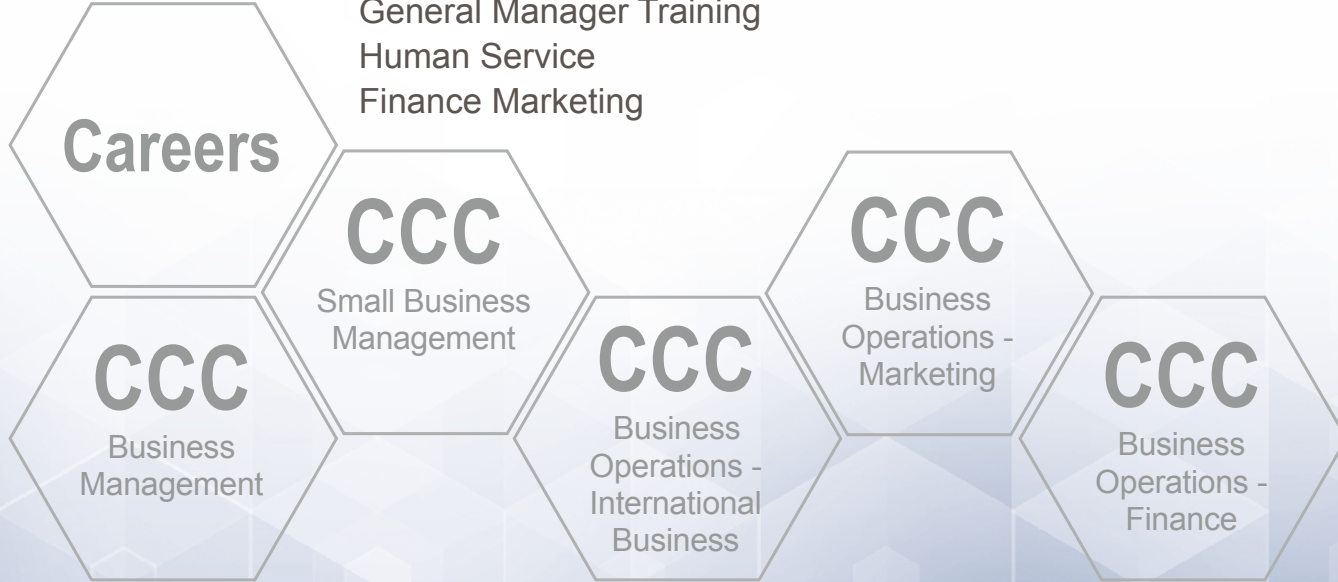 General Manager Training
Human Service
Finance Marketing
Careers
CCC
Small Business
Management
CCC
Business
Operations -
Marketing
CCC
Business
Management
CCC
Business
Operations -
International
Business
CCC
Business
Operations -
Finance